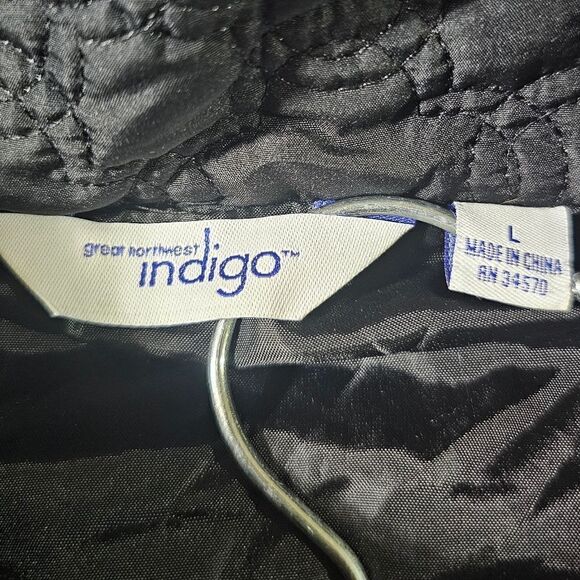 great northwest
indigo™
L
MADE IN CHINA
RN 34570